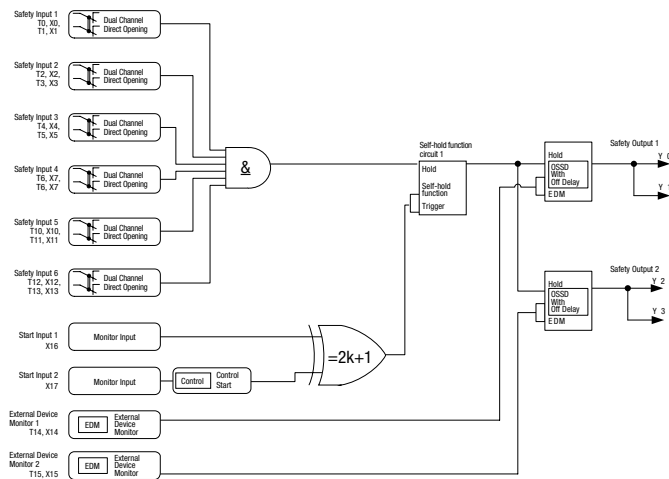 Safety Input 1
T0, X0,
T1, X1
Dual Channel
Direct Opening
Safety Input 2
T2, X2,
T3, X3
Dual Channel
Direct Opening
Safety Input 3
T4, X4,
T5, X5
Dual Channel
Direct Opening
Safety Input 4
T6, X7,
T6, X7
Dual Channel
Direct Opening
Safety Input 5
T10, X10,
T11, X11
Dual Channel
Direct Opening
Safety Input 6
T12, X12,
T13, X13
Dual Channel
Direct Opening
&
Start Input 1
X16
Monitor Input
Start Input 2
X17
Monitor Input
Control
Control
Start
=2k+1
External Device
Monitor 1
T14, X14
EDM
External
Device
Monitor
External Device
Monitor 2
T15, X15
EDM
External
Device
Monitor
Self-hold function
circuit 1
Hold
Self-hold
function
Trigger
Hold
OSSD
With
Off Delay
EDM
Safety Output 1
Y 0
Y 1
Hold
OSSD
With
Off Delay
EDM
Safety Output 2
Y 2
Y 3